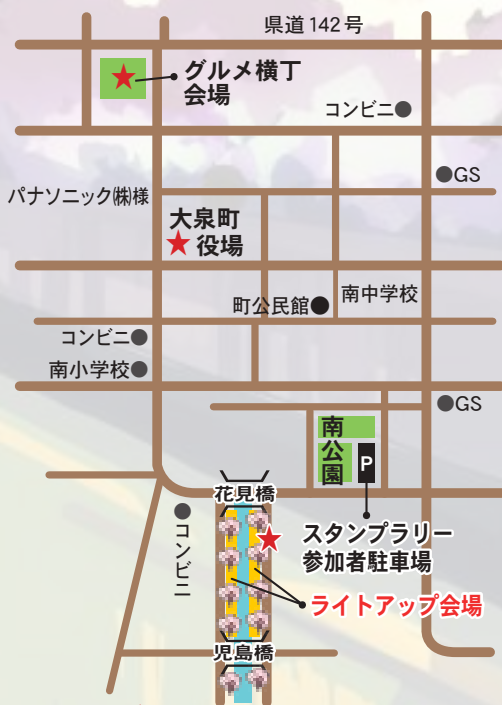 県道142号
グルメ横丁
会場
コンビニ
GS
パナソニック㈱様
大泉町
役場
南中学校
町公民館
コンビニ
南小学校
GS
南公園
P
花見橋
コンビニ
スタンプラリー
参加者駐車場
ライトアップ会場
児島橋